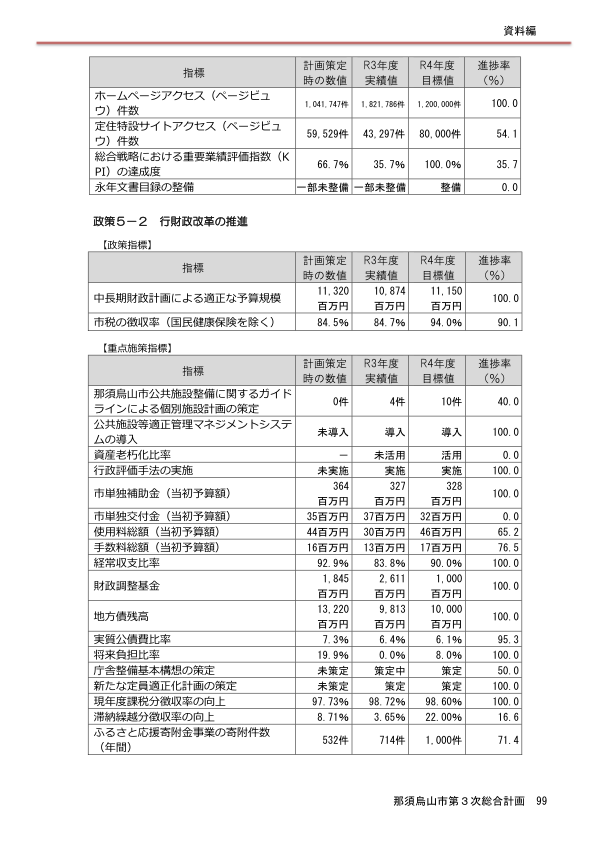 資料編
指標 計画策定時の数値 R3年度実績値 R4年度目標値 進捗率（％）
ホームページアクセス（ページビュー）件数 1,041,747件 1,821,786件 1,200,000件 100.0
定住特設サイトアクセス（ページビュウ）件数 59,529件 43,297件 80,000件 54.1
総合戦略における重要業績評価指数（KPI）の達成度 66.7% 35.7% 100.0% 35.7
永年文書目録の整備 一部未整備 一部未整備 整備 0.0
政策５－２　行財政改革の推進
【政策指標】
指標 計画策定時の数値 R3年度実績値 R4年度目標値 進捗率（％）
中長期財政計画による適正な予算規模 11,320百万円 10,874百万円 11,150百万円 100.0
市税の徴収率（国民健康保険を除く） 84.5% 84.7% 94.0% 90.1
【重点施策指標】
指標 計画策定時の数値 R3年度実績値 R4年度目標値 進捗率（％）
那須烏山市公共施設整備に関するガイドラインによる個別施設計画の策定 0件 4件 10件 40.0
公共施設等適正管理マネジメントシステムの導入 未導入 導入 導入 100.0
資産老朽化比率 － 未活用 活用 0.0
行政評価手法の実施 未実施 実施 実施 100.0
市単独補助金（当初予算額） 364百万円 327百万円 328百万円 100.0
市単独交付金（当初予算額） 35百万円 37百万円 32百万円 0.0
使用料総額（当初予算額） 44百万円 30百万円 46百万円 65.2
手数料総額（当初予算額） 16百万円 13百万円 17百万円 76.5
経常収支比率 92.9% 83.8% 90.0% 100.0
財政調整基金 1,845百万円 2,611百万円 1,000百万円 100.0
地方債残高 13,220百万円 9,813百万円 10,000百万円 100.0
実質公債費比率 7.3% 6.4% 6.1% 95.3
将来負担比率 19.9% 0.0% 8.0% 100.0
庁舎整備基本構想の策定 未策定 策定中 策定 50.0
新たな定員適正化計画の策定 未策定 策定 策定 100.0
現年度課税分徴収率の向上 97.73% 98.72% 98.60% 100.0
滞納繰越分徴収率の向上 8.71% 3.65% 22.00% 16.6
ふるさと応援寄附金事業の寄附件数（年間） 532件 714件 1,000件 71.4
那須烏山市第３次総合計画　99